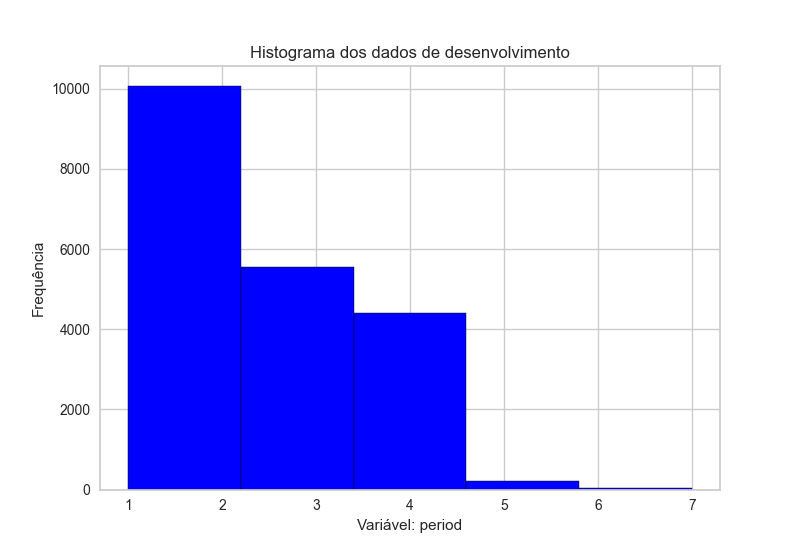 Histograma dos dados de desenvolvimento
10000
8000
6000
4000
2000
0
Frequência
1 2 3 4 5 6 7
Variável: period